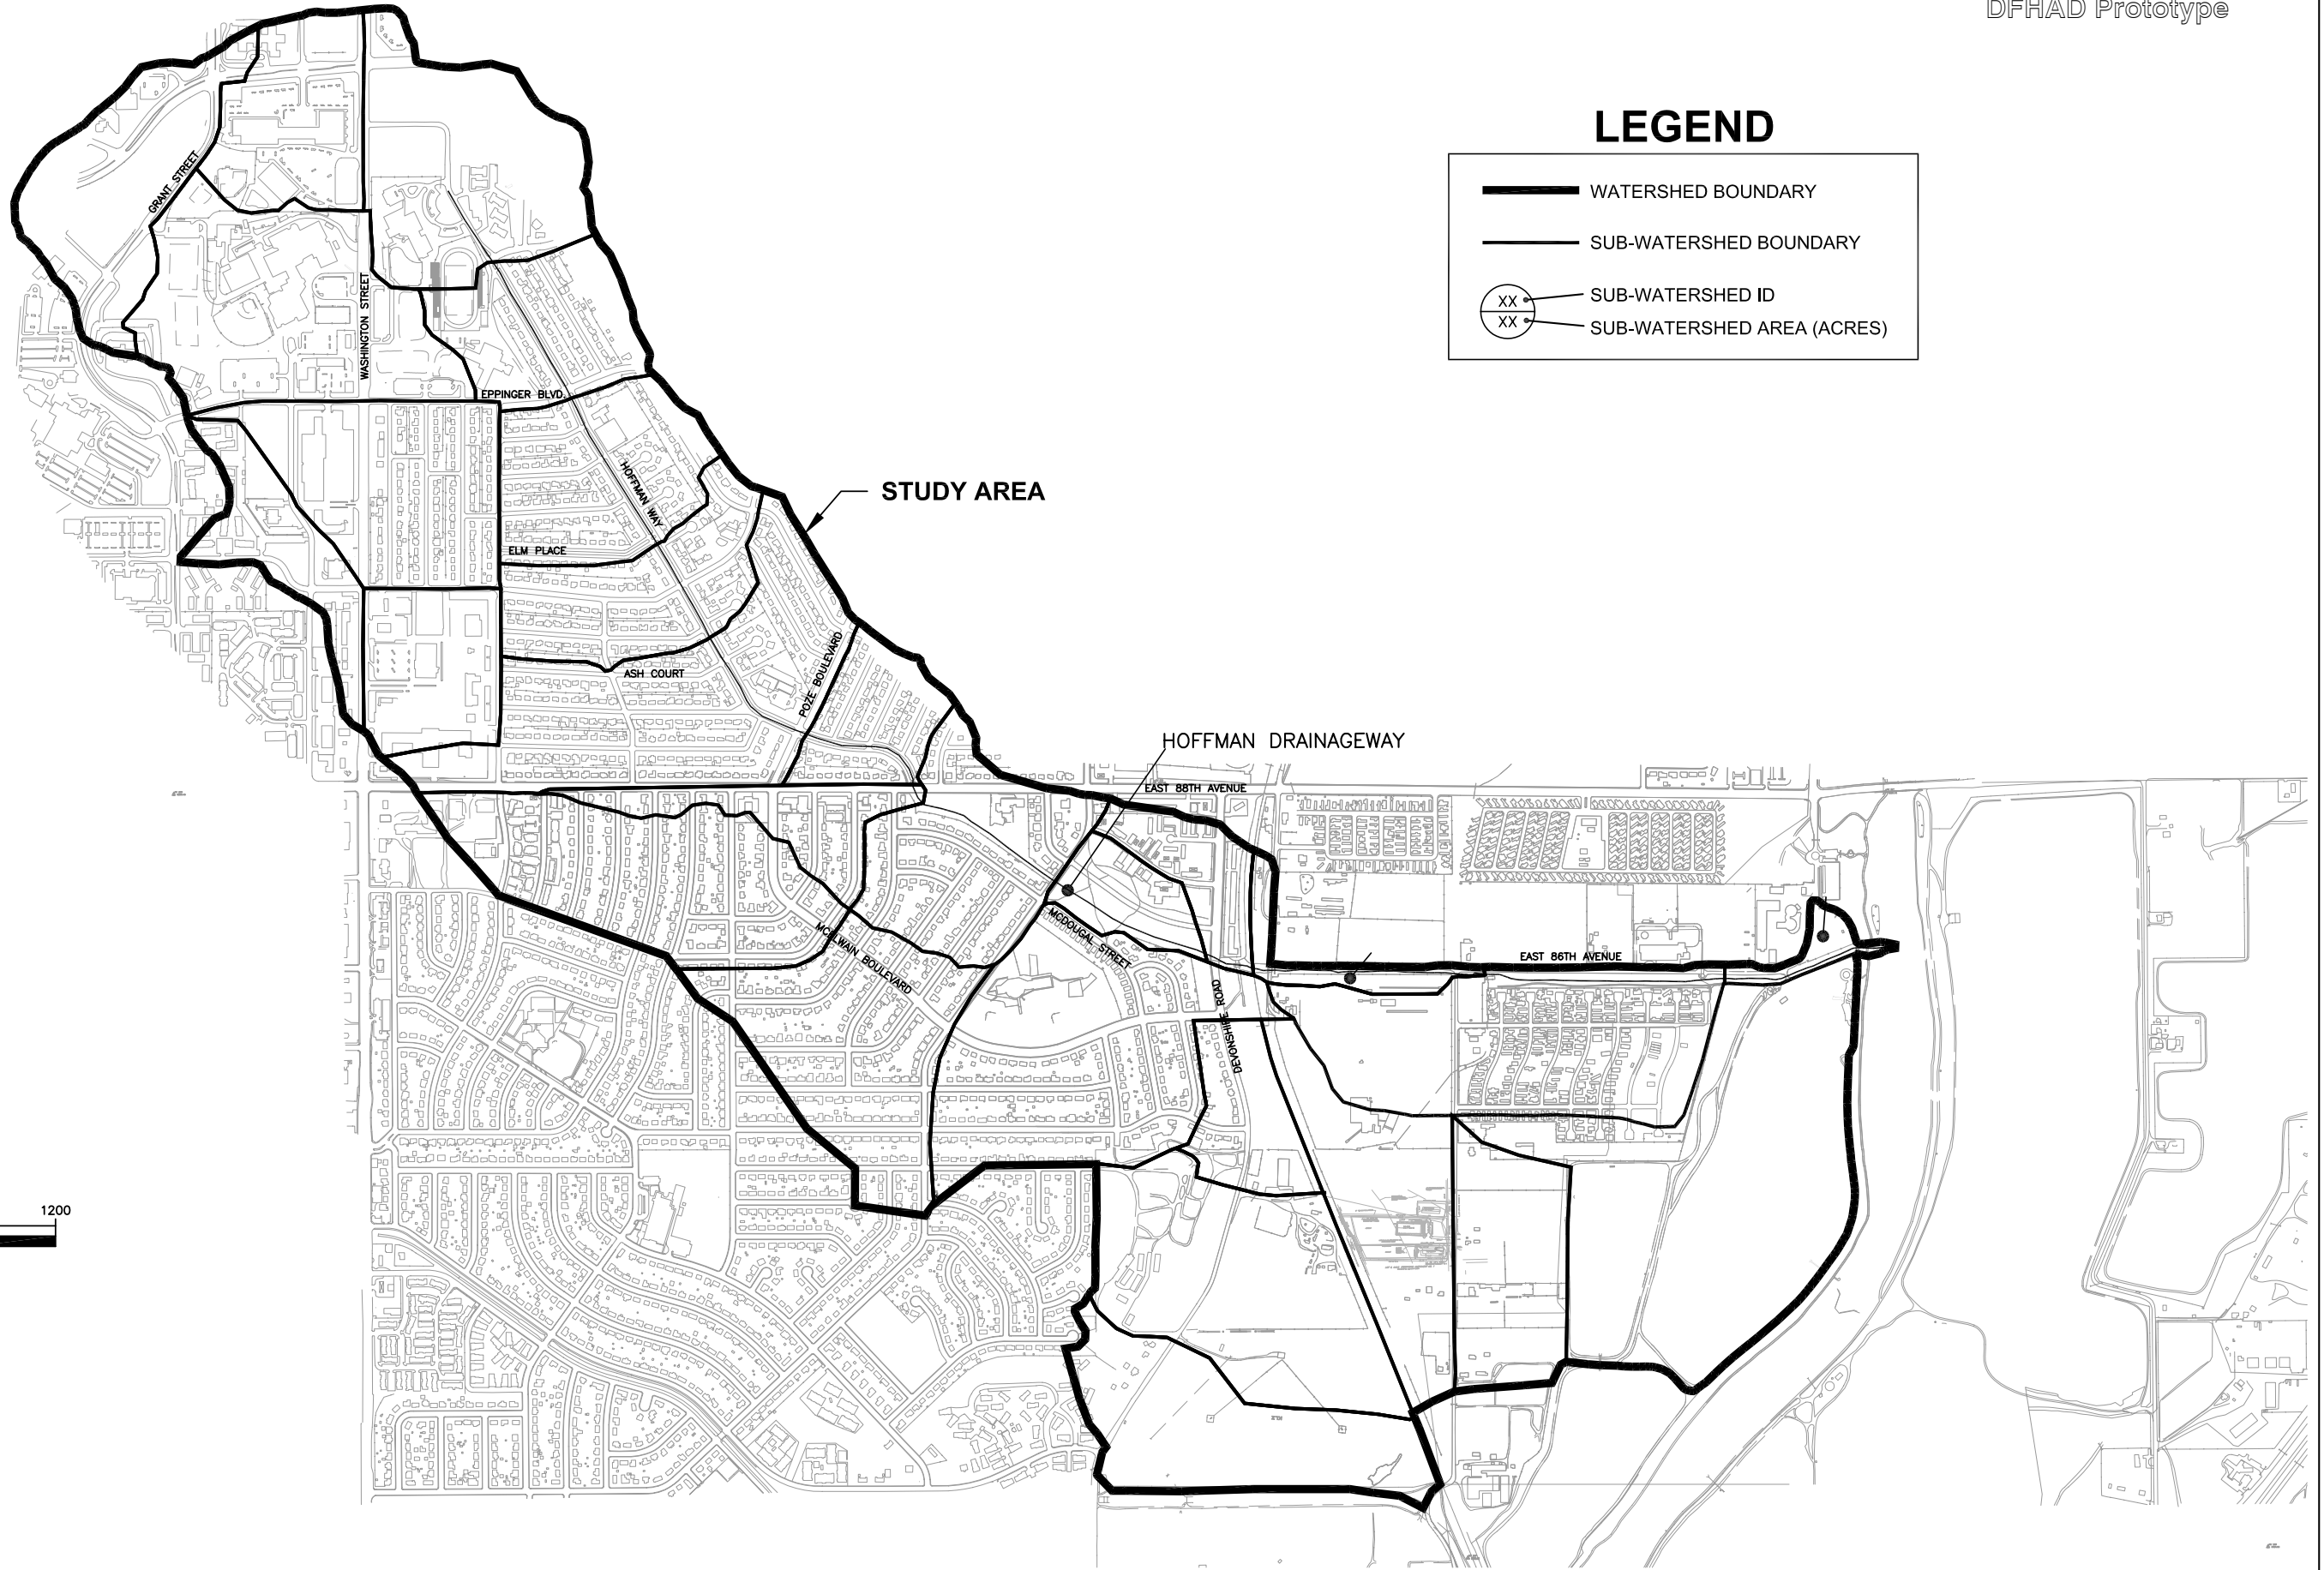 DFHAD Prototype
LEGEND
WATERSHED BOUNDARY
SUB-WATERSHED BOUNDARY
XX
SUB-WATERSHED ID
XX
SUB-WATERSHED AREA (ACRES)
GRANT STREET
WASHINGTON STREET
EPPINGER BLVD.
HOFFMAN WAY
STUDY AREA
ELM PLACE
ASH COURT
POZE BOULEVARD
HOFFMAN DRAINAGEWAY
EAST 88TH AVENUE
MCDOUGAL STREET
MCELWAIN BOULEVARD
EAST 86TH AVENUE
DEVONSHIRE ROAD
1200